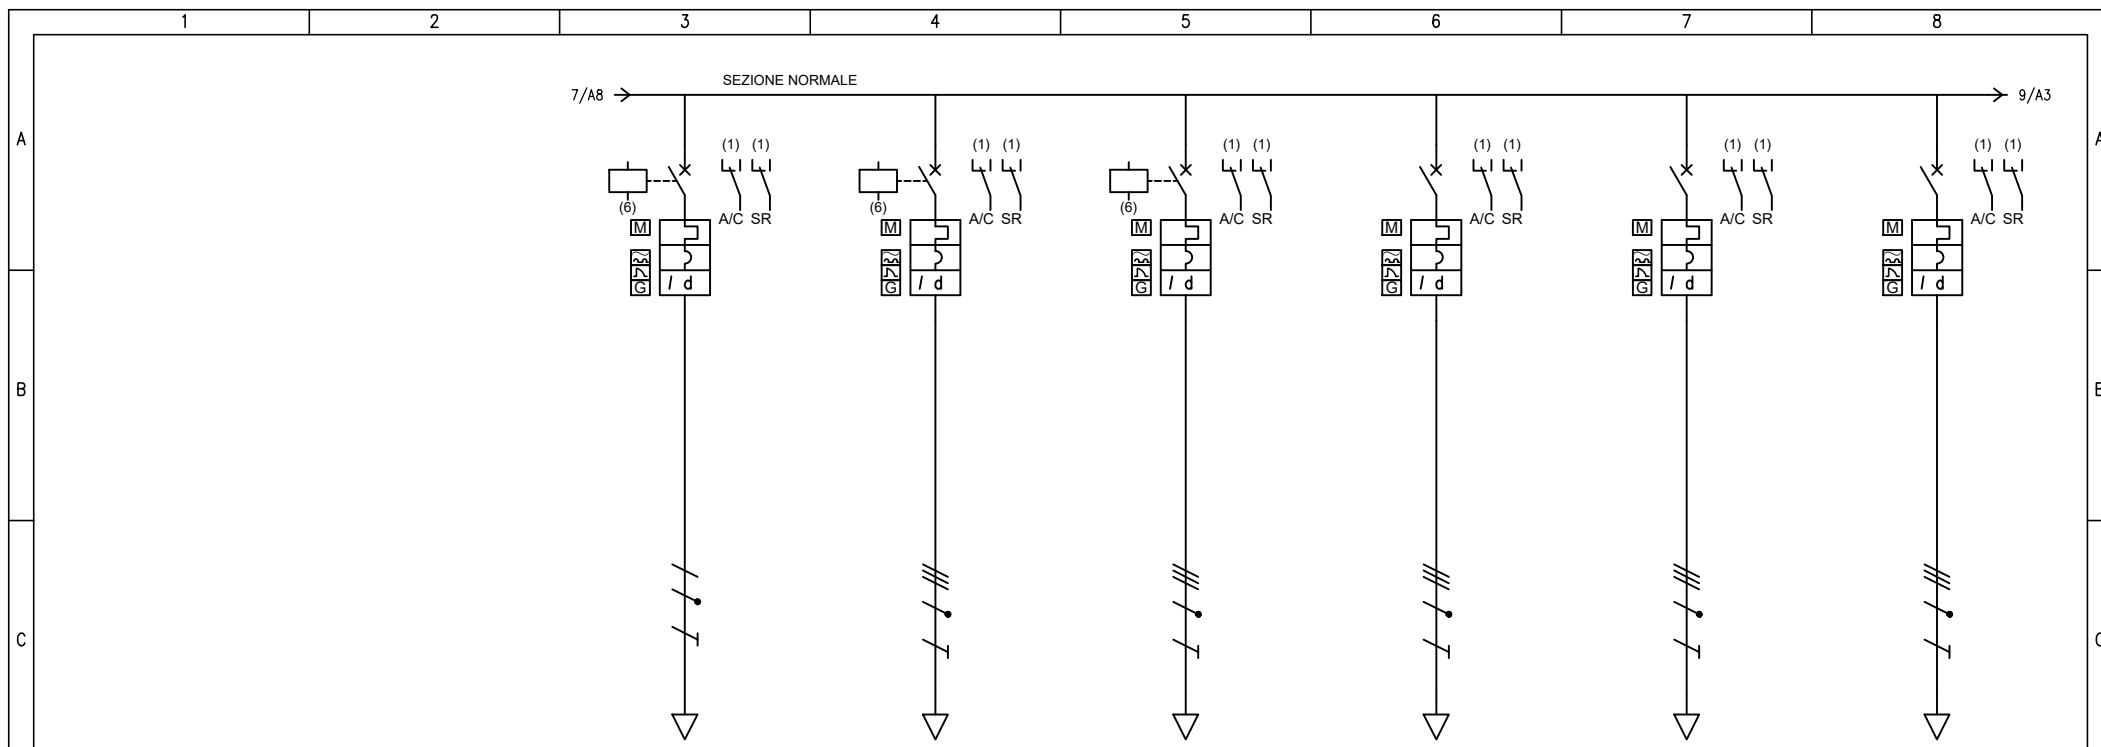 1 2 3 4 5 6 7 8
SEZIONE NORMALE
7/A8 9/A3
A A
(1) (1) (1) (1) (1) (1) (1) (1) (1) (1) (1) (1)
(6) (6) (6)
A/C SR A/C SR A/C SR A/C SR A/C SR A/C SR
M M M M M M
G I d G I d G I d G I d G I d G I d
B B
C C